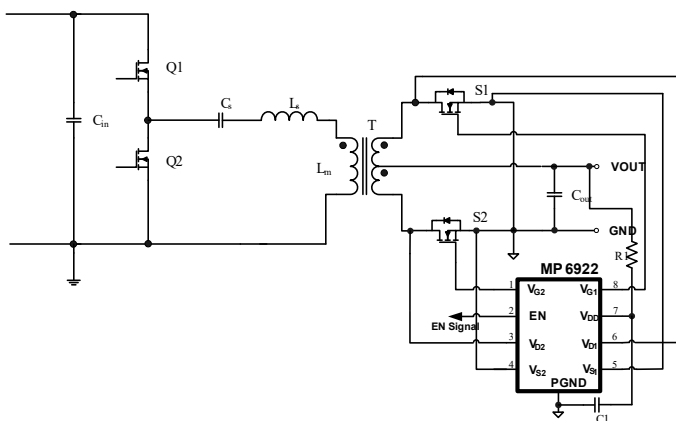 Q1
S1
Cs
Ls
T
Cin
Lm
VOUT
Q2
Cout
S2
GND
R1
MP6922
1 VG2 VG1 8
2 EN VDD 7
EN Signal
3 VD2 VD1 6
4 VS2 VS1 5
PGND
C1